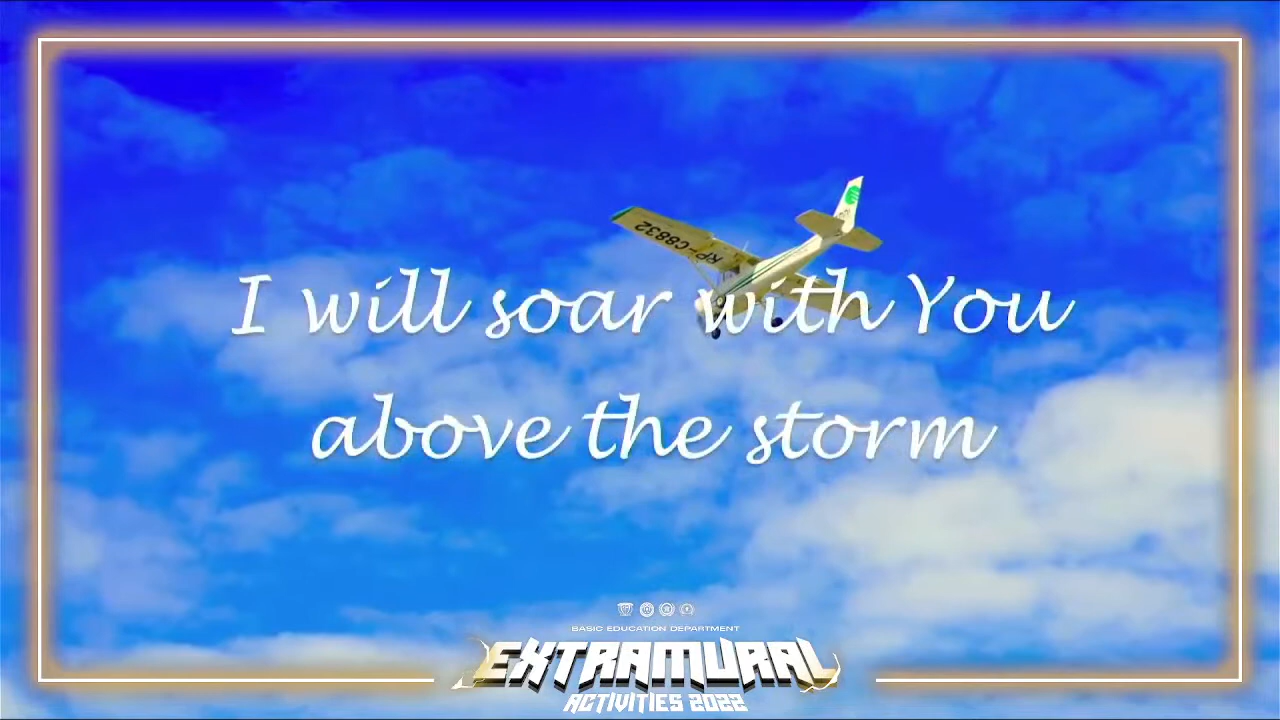 RP-C8832
I will soar with You
above the storm
BASIC EDUCATION DEPARTMENT
EXTRAMURAL
ACTIVITIES 2022